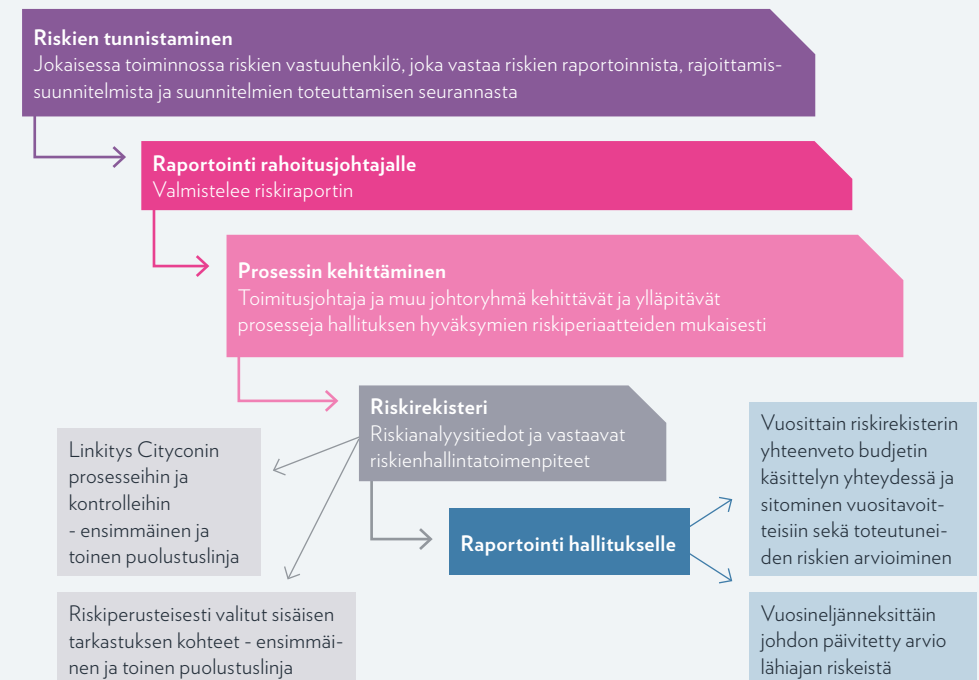 Riskien tunnistaminen
Jokaisessa toiminnossa riskien vastuuhenkilö, joka vastaa riskien raportoinnista, rajoittamis-
suunnitelmista ja suunnitelmien toteuttamisen seurannasta
Raportointi rahoitusjohtajalle
Valmistelee riskiraportin
Prosessin kehittäminen
Toimitusjohtaja ja muu johtoryhmä kehittävät ja ylläpitävät
prosesseja hallituksen hyväksymien riskiperiaatteiden mukaisesti
Riskirekisteri
Riskianalyysitiedot ja vastaavat
riskienhallintatoimenpiteet
Linkitys Cityconin
prosesseihin ja
kontrolleihin
- ensimmäinen ja
toinen puolustuslinja
Riskiperusteisesti valitut sisäisen
tarkastuksen kohteet - ensimmäi-
nen ja toinen puolustuslinja
Raportointi hallitukselle
Vuosittain riskirekisterin
yhteenveto budjetin
käsittelyn yhteydessä ja
sitominen vuositavoit-
teisiin sekä toteutunei-
den riskien arvioiminen
Vuosineljänneksittäin
johdon päivitetty arvio
lähiajan riskeistä